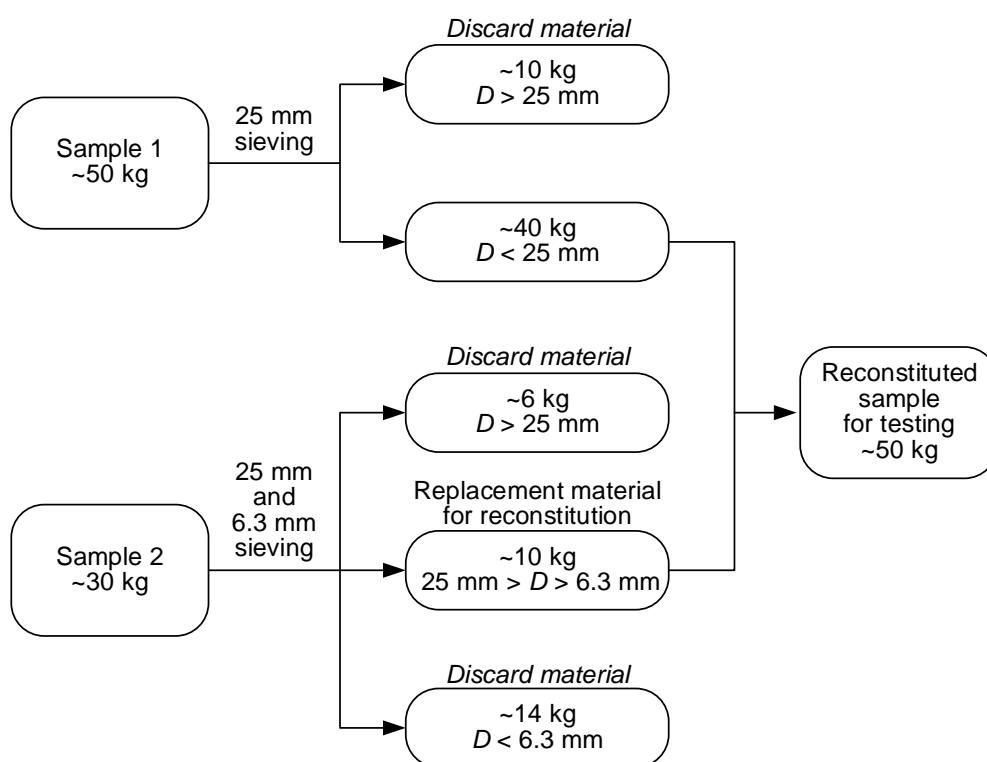 Discard material
~10 kg
D > 25 mm
25 mm
sieving
Sample 1
~50 kg
~40 kg
D < 25 mm
Discard material
~6 kg
D > 25 mm
Reconstituted
sample
for testing
~50 kg
25 mm
and
6.3 mm
sieving
Replacement material
for reconstitution
Sample 2
~30 kg
~10 kg
25 mm > D > 6.3 mm
Discard material
~14 kg
D < 6.3 mm